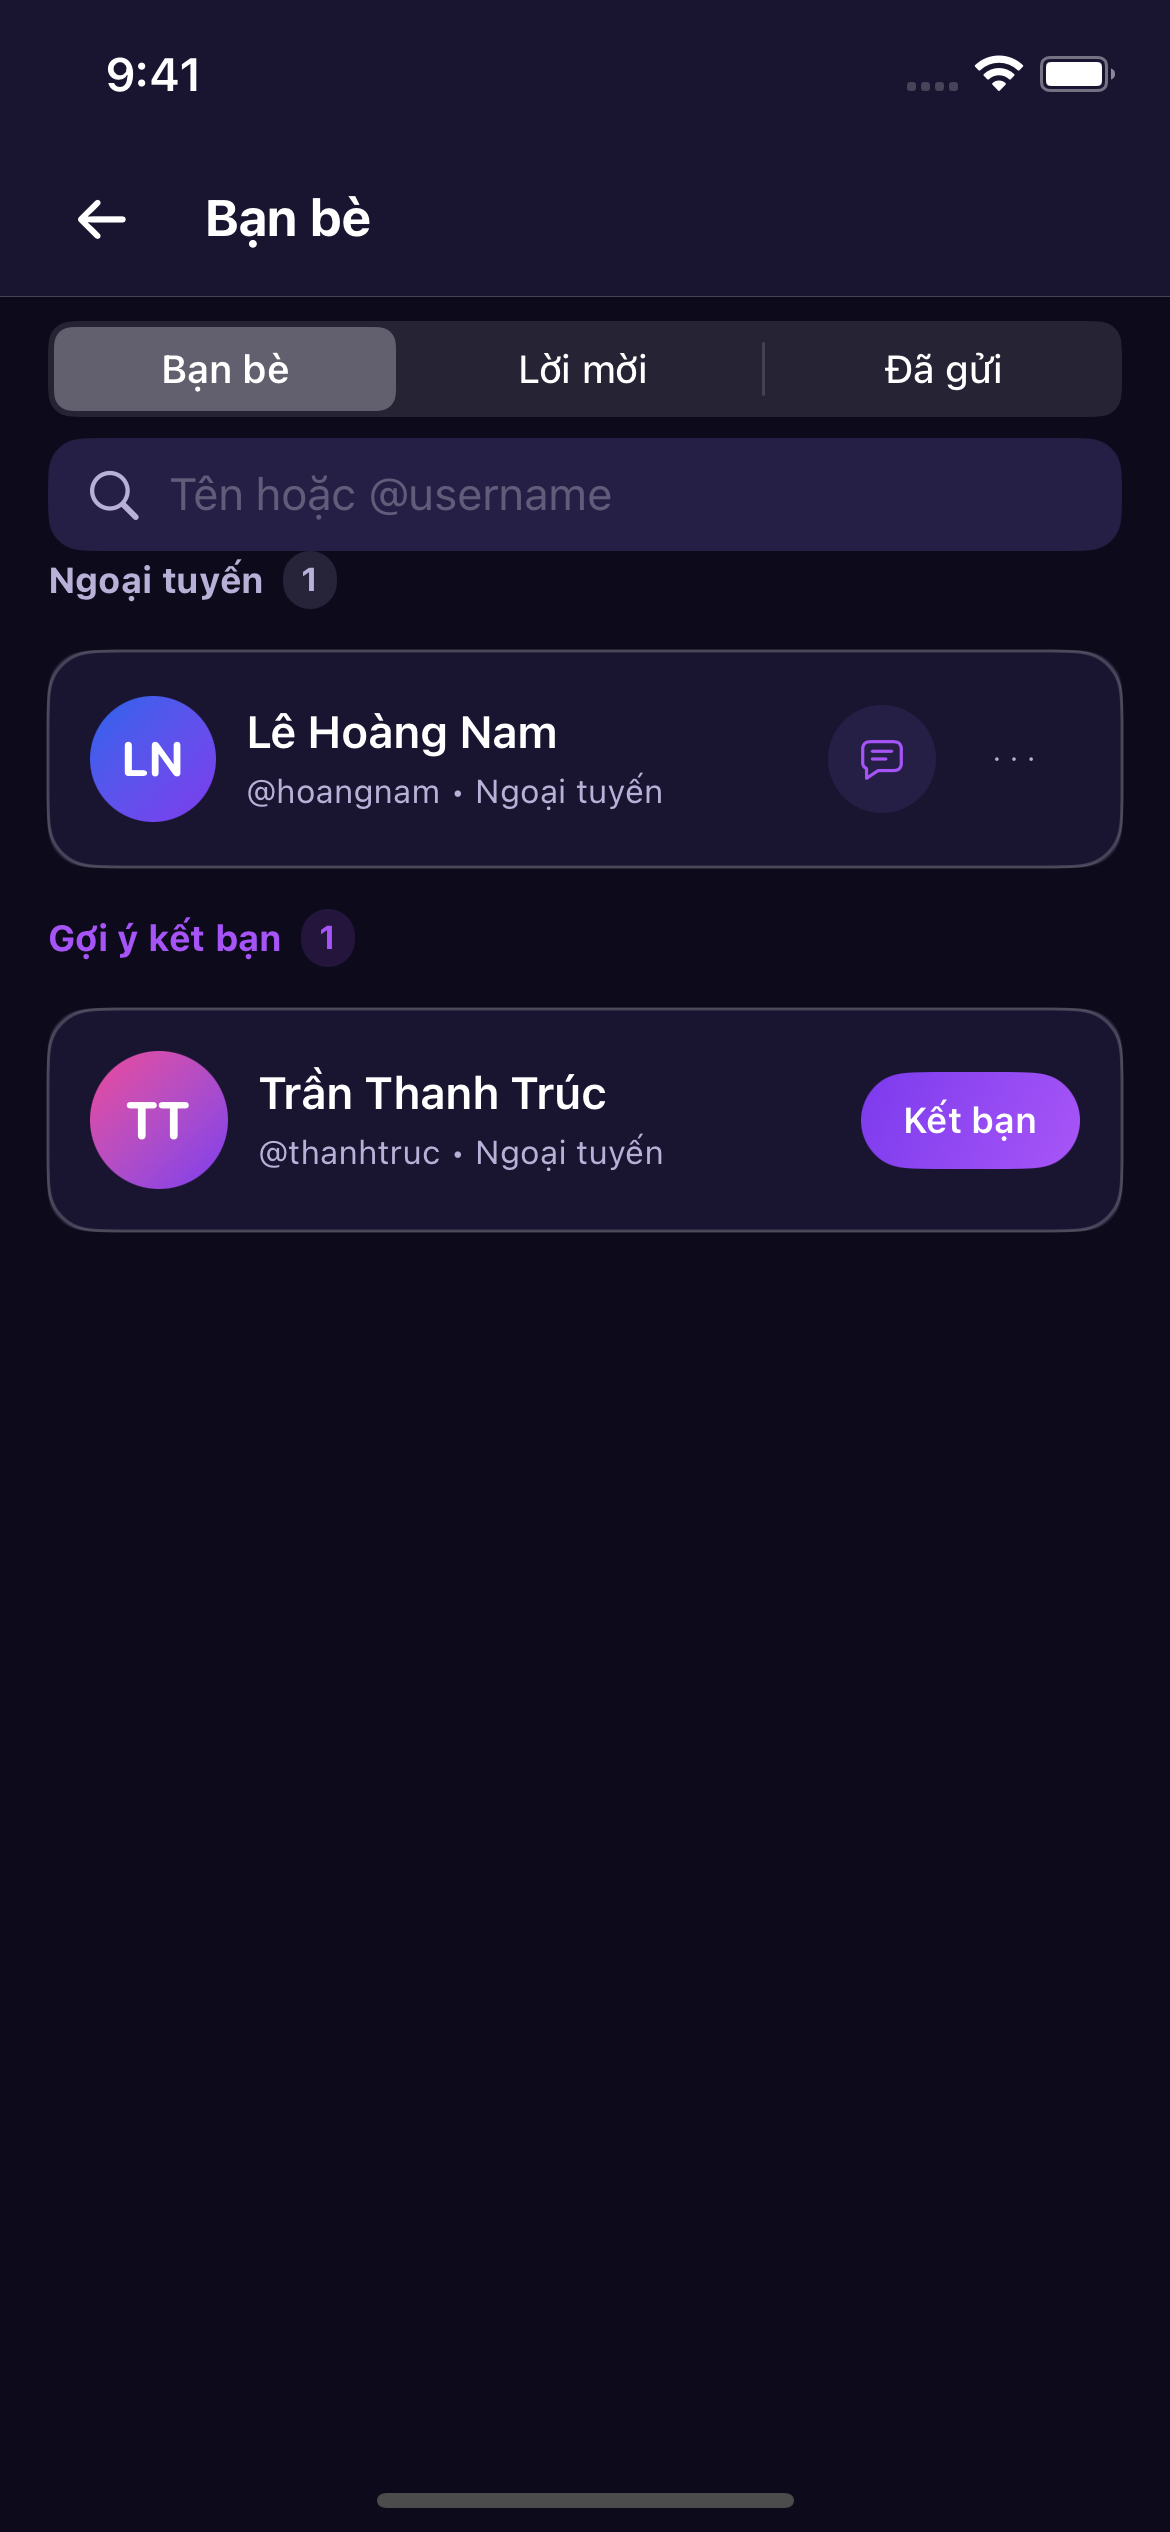 9:41
Bạn bè
Bạn bè
Lời mời
Đã gửi
Tên hoặc @username
Ngoại tuyến 1
LN
Lê Hoàng Nam
@hoangnam • Ngoại tuyến
Gợi ý kết bạn 1
TT
Trần Thanh Trúc
@thanhtruc • Ngoại tuyến
Kết bạn